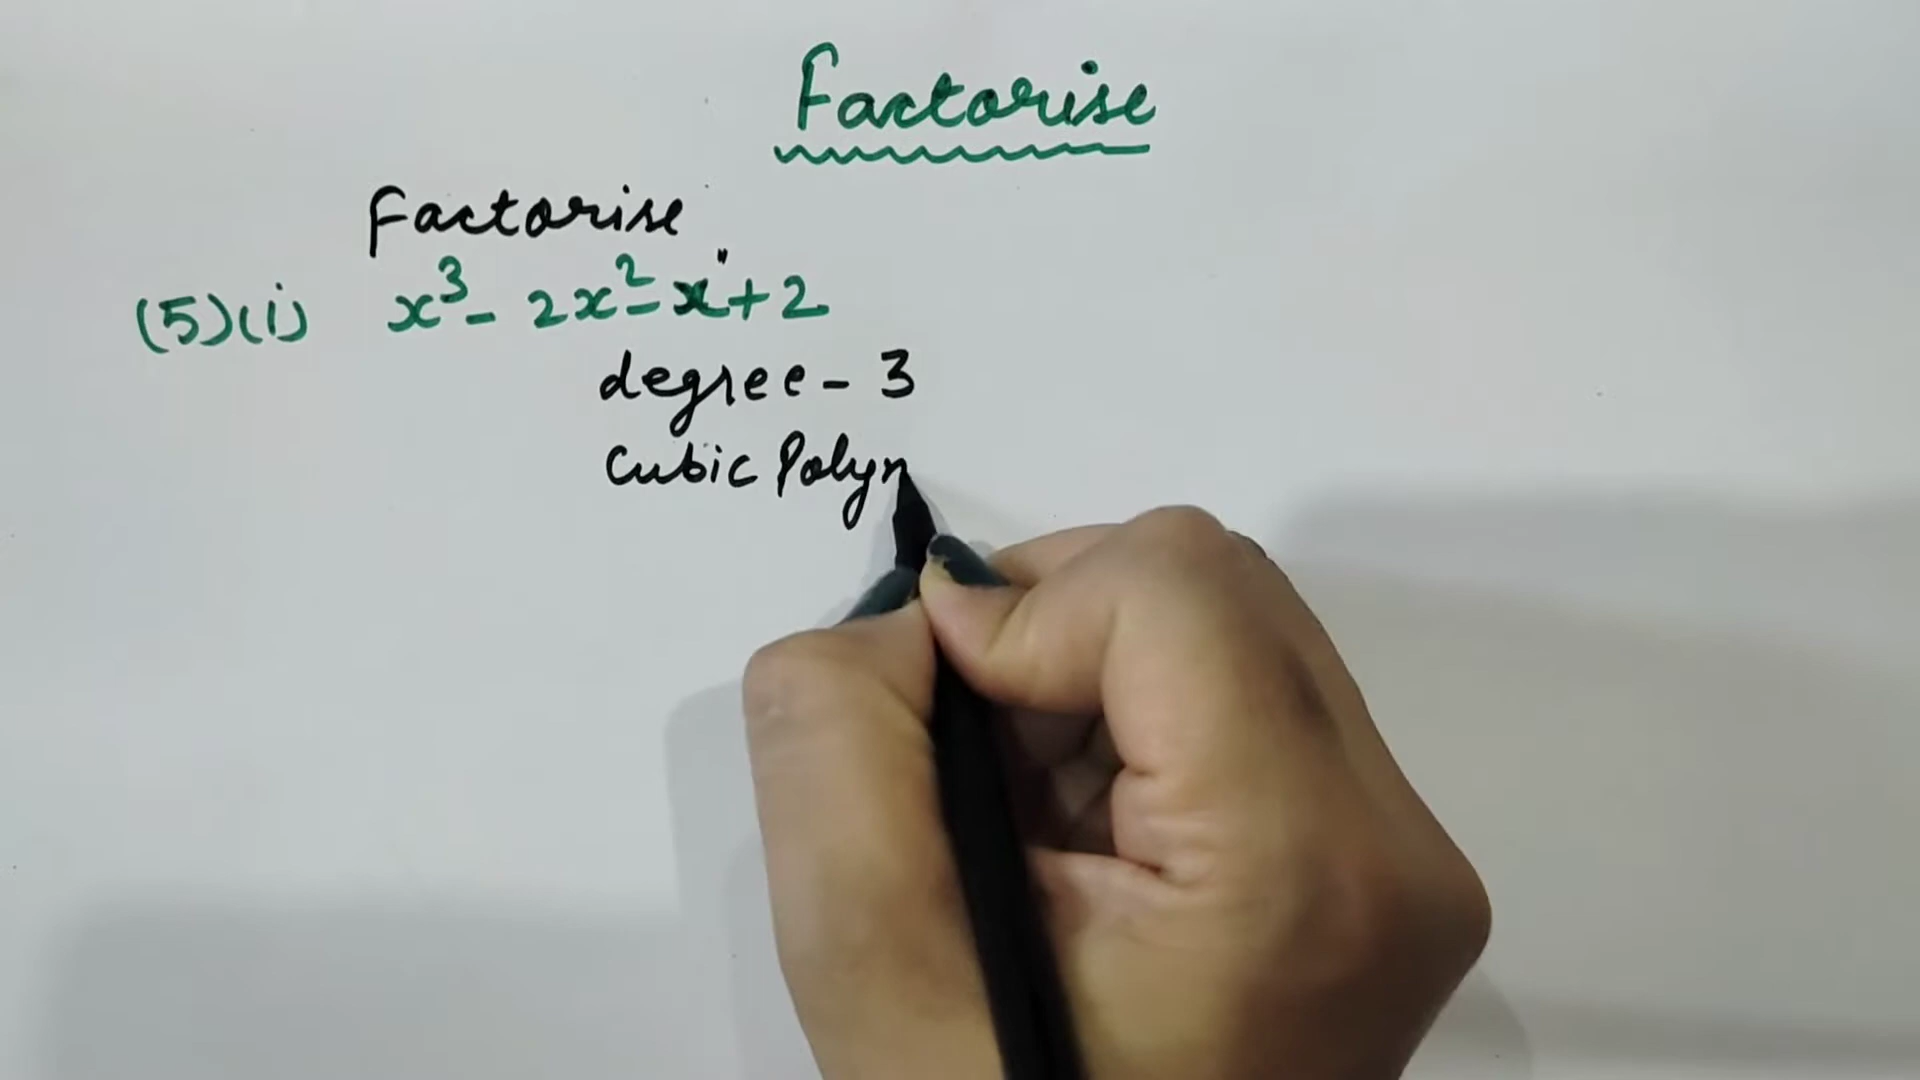 Factorise
Factorise
(5)(i) x³- 2x²-x+2
degree - 3
Cubic Polyn